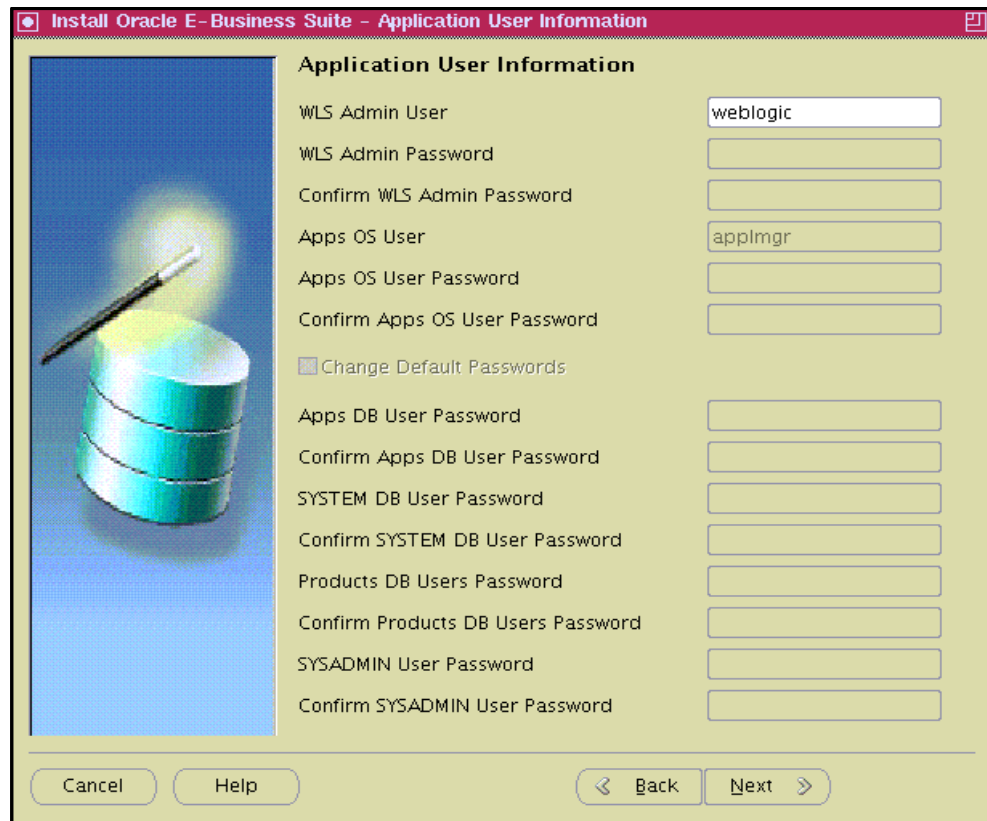 Install Oracle E-Business Suite - Application User Information
Application User Information
WLS Admin User weblogic
WLS Admin Password
Confirm WLS Admin Password
Apps OS User applmgr
Apps OS User Password
Confirm Apps OS User Password
Change Default Passwords
Apps DB User Password
Confirm Apps DB User Password
SYSTEM DB User Password
Confirm SYSTEM DB User Password
Products DB Users Password
Confirm Products DB Users Password
SYSADMIN User Password
Confirm SYSADMIN User Password
Cancel Help Back Next